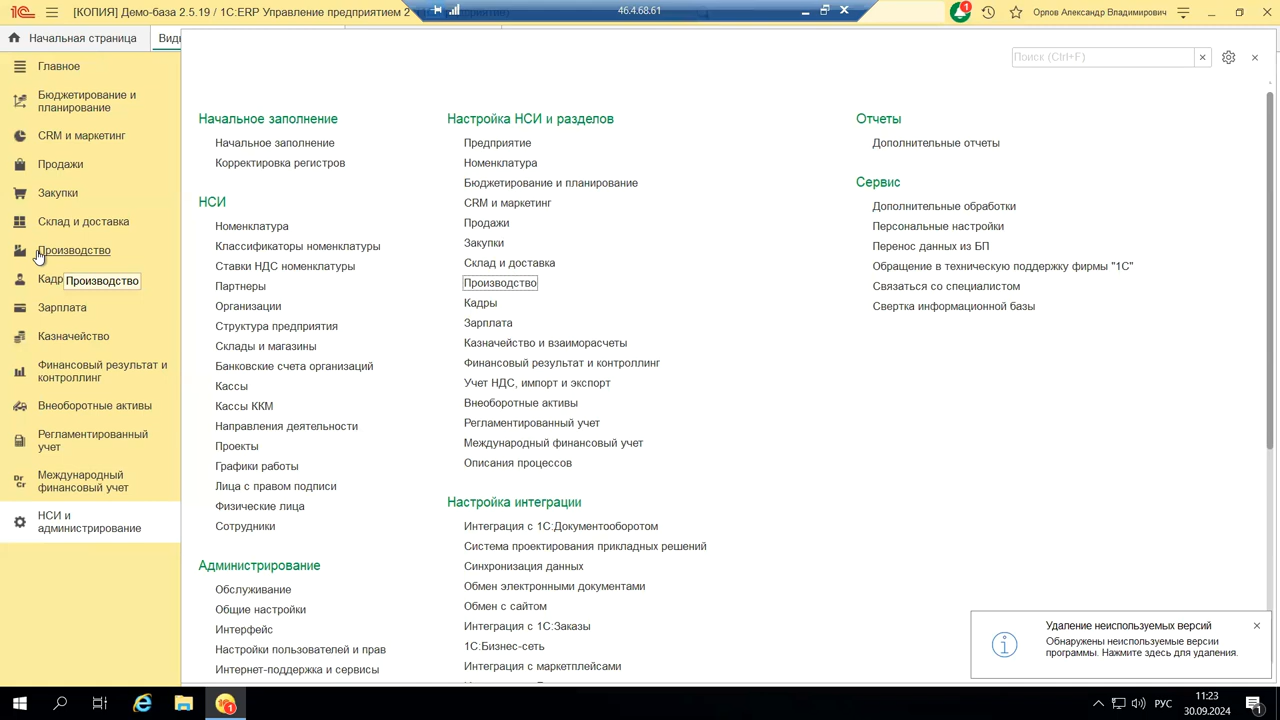 [КОПИЯ] Демо-база 2.5.19 / 1С:ERP Управление предприятием 2
46.4.68.61
Орлов Александр Владимирович
Начальная страница
Поиск (Ctrl+F)
Главное
Бюджетирование и
планирование
CRM и маркетинг
Продажи
Закупки
Склад и доставка
Производство
Производство
Зарплата
Казначейство
Финансовый результат и
контроллинг
Внеоборотные активы
Регламентированный
учет
Международный
финансовый учет
НСИ и
администрирование
Начальное заполнение
Начальное заполнение
Корректировка регистров
НСИ
Номенклатура
Классификаторы номенклатуры
Ставки НДС номенклатуры
Партнеры
Организации
Структура предприятия
Склады и магазины
Банковские счета организаций
Кассы
Кассы ККМ
Направления деятельности
Проекты
Графики работы
Лица с правом подписи
Физические лица
Сотрудники
Администрирование
Обслуживание
Общие настройки
Интерфейс
Настройки пользователей и прав
Интернет-поддержка и сервисы
Настройка НСИ и разделов
Предприятие
Номенклатура
Бюджетирование и планирование
CRM и маркетинг
Продажи
Закупки
Склад и доставка
Производство
Кадры
Зарплата
Казначейство и взаиморасчеты
Финансовый результат и контроллинг
Учет НДС, импорт и экспорт
Внеоборотные активы
Регламентированный учет
Международный финансовый учет
Описания процессов
Настройка интеграции
Интеграция с 1С:Документооборотом
Система проектирования прикладных решений
Синхронизация данных
Обмен электронными документами
Обмен с сайтом
Интеграция с 1С:Заказы
1С:Бизнес-сеть
Интеграция с маркетплейсами
Отчеты
Дополнительные отчеты
Сервис
Дополнительные обработки
Персональные настройки
Перенос данных из БП
Обращение в техническую поддержку фирмы "1С"
Связаться со специалистом
Свертка информационной базы
Удаление неиспользуемых версий
Обнаружены неиспользуемые версии
программы. Нажмите здесь для удаления.
РУС
11:23
30.09.2024